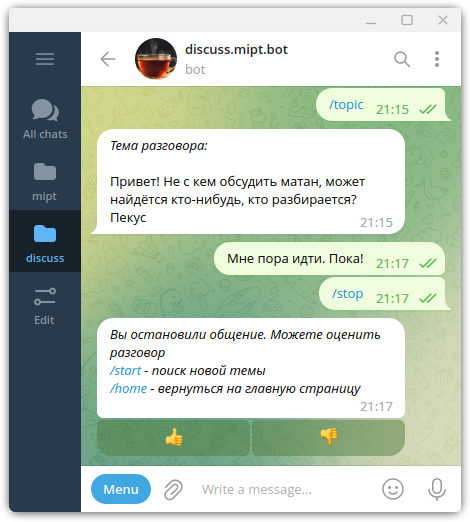 discuss.mipt.bot
bot
All chats
mipt
discuss
Edit
/topic 21:15
Тема разговора:
Привет! Не с кем обсудить матан, может
найдётся кто-нибудь, кто разбирается?
Пекус
21:15
Мне пора идти. Пока! 21:17
/stop 21:17
Вы остановили общение. Можете оценить
разговор
/start - поиск новой темы
/home - вернуться на главную страницу
21:17
Menu
Write a message...